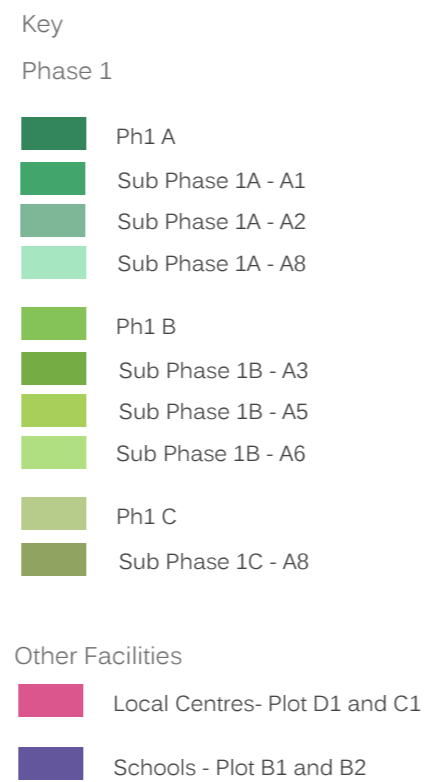 Key
Phase 1
Ph1 A
Sub Phase 1A - A1
Sub Phase 1A - A2
Sub Phase 1A - A8
Ph1 B
Sub Phase 1B - A3
Sub Phase 1B - A5
Sub Phase 1B - A6
Ph1 C
Sub Phase 1C - A8
Other Facilities
Local Centres- Plot D1 and C1
Schools - Plot B1 and B2